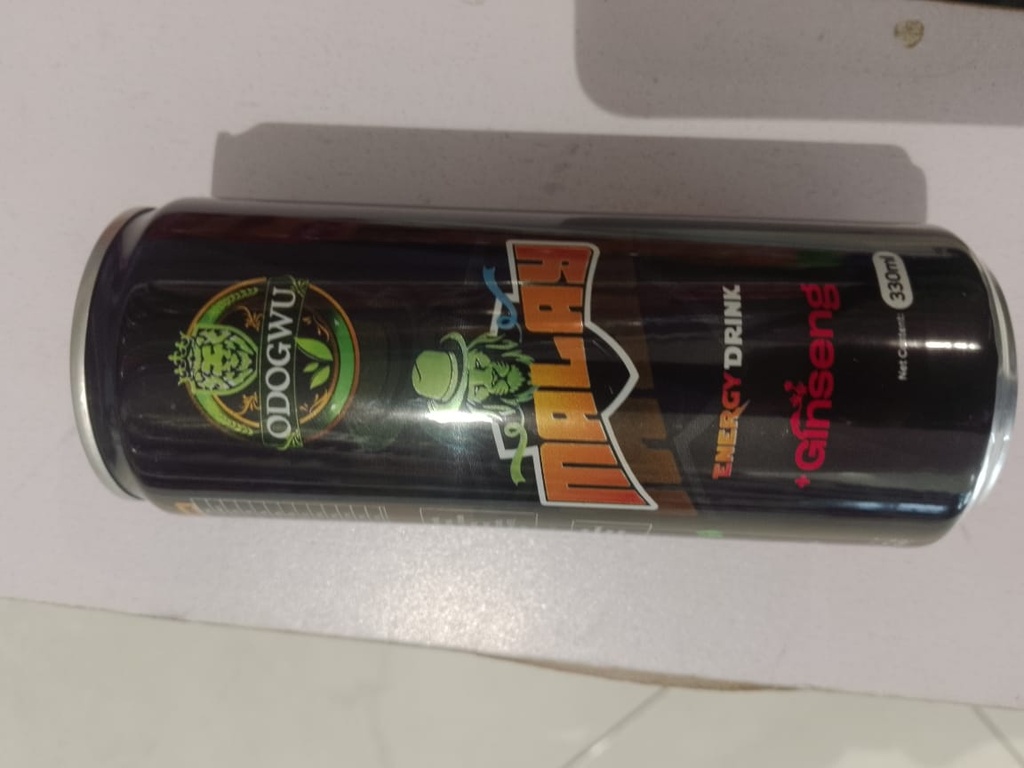 ODOGWU
MALAY
ENERGY DRINK
+Ginseng
Net Content: 330ml